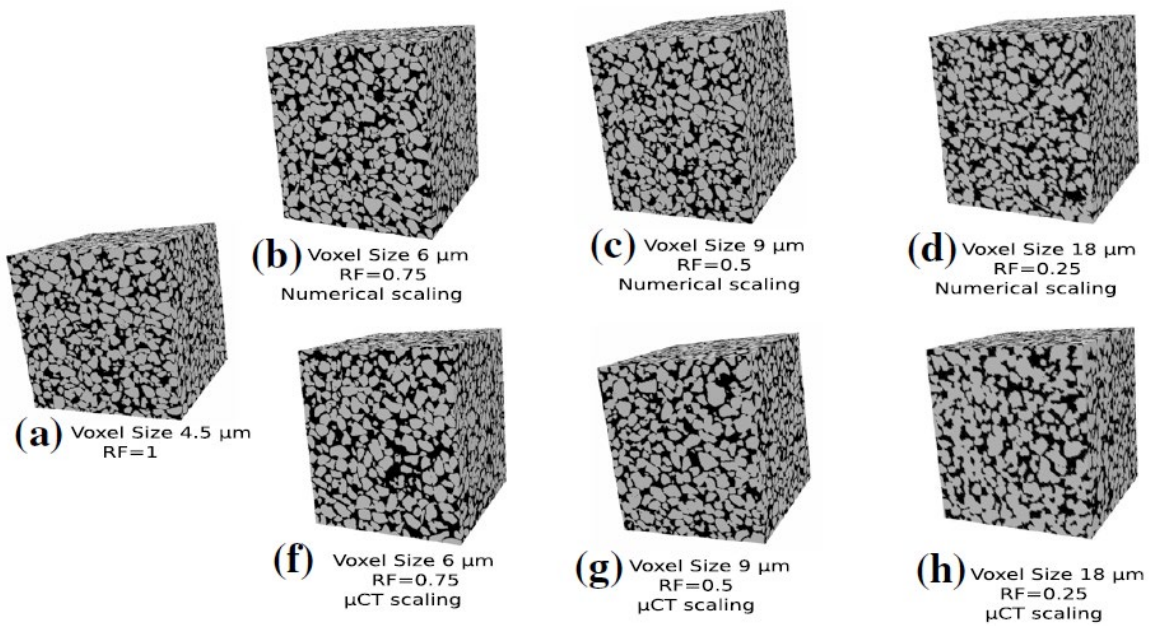 (b) Voxel Size 6 µm
RF=0.75
Numerical scaling
(c) Voxel Size 9 µm
RF=0.5
Numerical scaling
(d) Voxel Size 18 µm
RF=0.25
Numerical scaling
(a) Voxel Size 4.5 µm
RF=1
(f) Voxel Size 6 µm
RF=0.75
µCT scaling
(g) Voxel Size 9 µm
RF=0.5
µCT scaling
(h) Voxel Size 18 µm
RF=0.25
µCT scaling